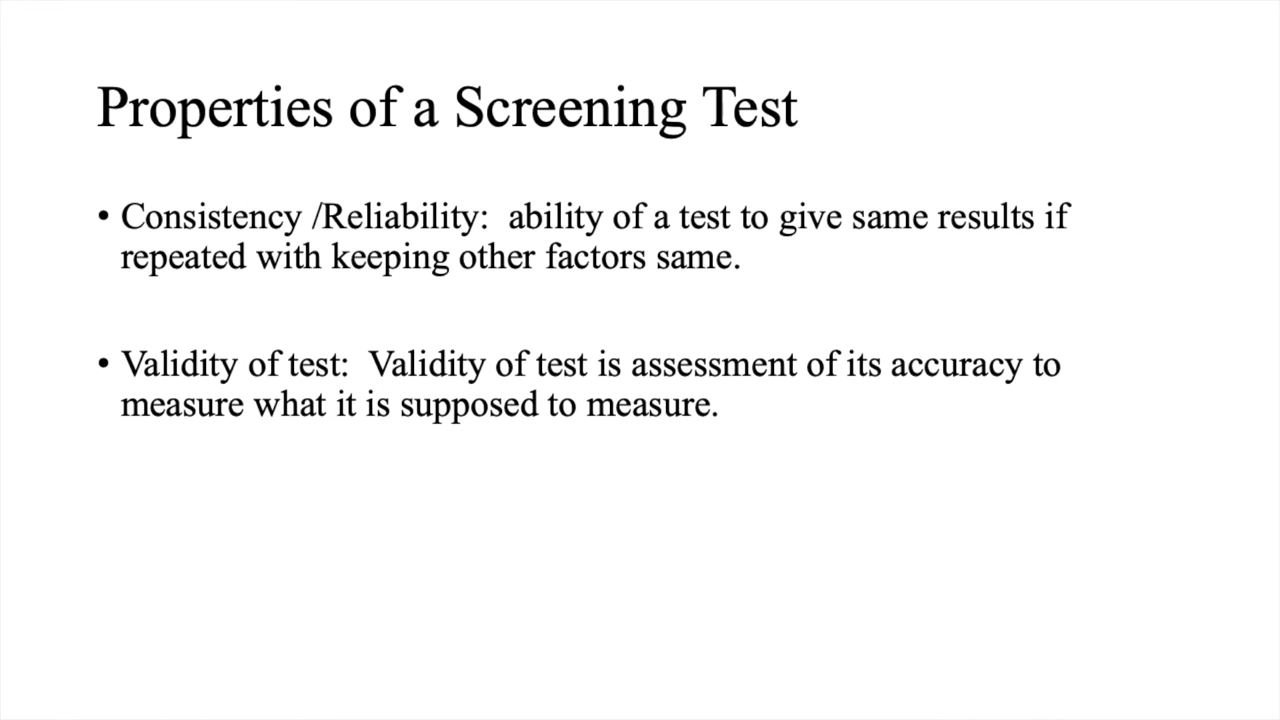 Properties of a Screening Test
• Consistency /Reliability:  ability of a test to give same results if
repeated with keeping other factors same.
• Validity of test:  Validity of test is assessment of its accuracy to
measure what it is supposed to measure.